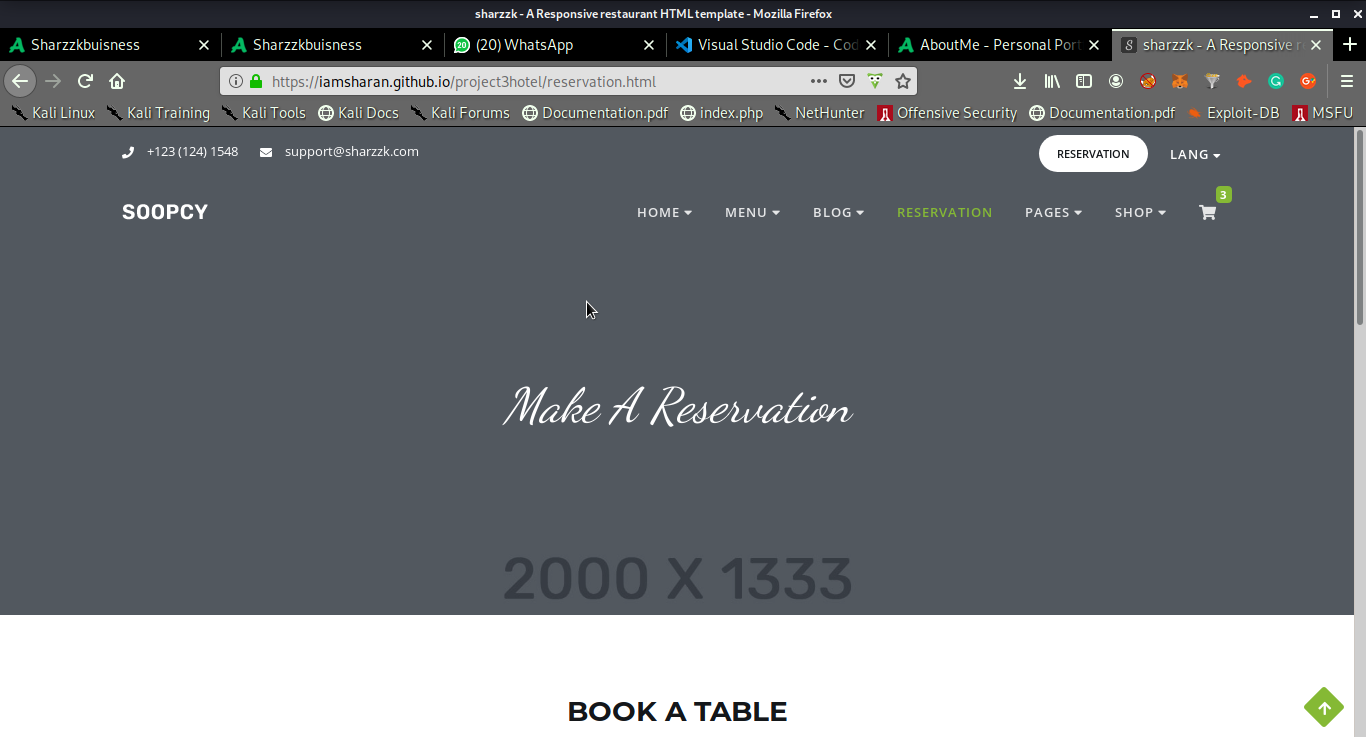 sharzzk - A Responsive restaurant HTML template - Mozilla Firefox
Sharzzkbuisness
Sharzzkbuisness
20 (20) WhatsApp
Visual Studio Code - Cod
AboutMe - Personal Port
sharzzk - A Responsive r
https://iamsharan.github.io/project3hotel/reservation.html
Kali Linux Kali Training Kali Tools Kali Docs Kali Forums Documentation.pdf index.php NetHunter Offensive Security Documentation.pdf Exploit-DB MSFU
+123 (124) 1548 support@sharzzk.com RESERVATION LANG
3
SOOPCY HOME MENU BLOG RESERVATION PAGES SHOP
Make A Reservation
2000 X 1333
BOOK A TABLE